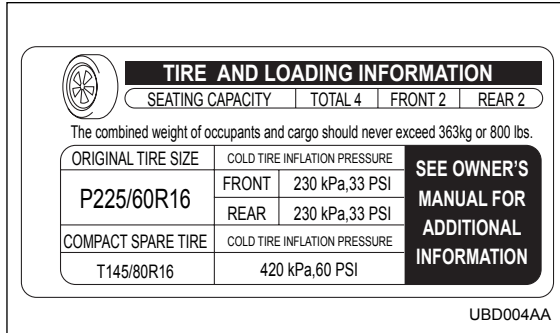 TIRE AND LOADING INFORMATION
SEATING CAPACITY TOTAL 4 FRONT 2 REAR 2
The combined weight of occupants and cargo should never exceed 363kg or 800 lbs.
ORIGINAL TIRE SIZE COLD TIRE INFLATION PRESSURE
P225/60R16 FRONT 230 kPa,33 PSI
REAR 230 kPa,33 PSI
COMPACT SPARE TIRE COLD TIRE INFLATION PRESSURE
T145/80R16 420 kPa,60 PSI
SEE OWNER'S
MANUAL FOR
ADDITIONAL
INFORMATION
UBD004AA